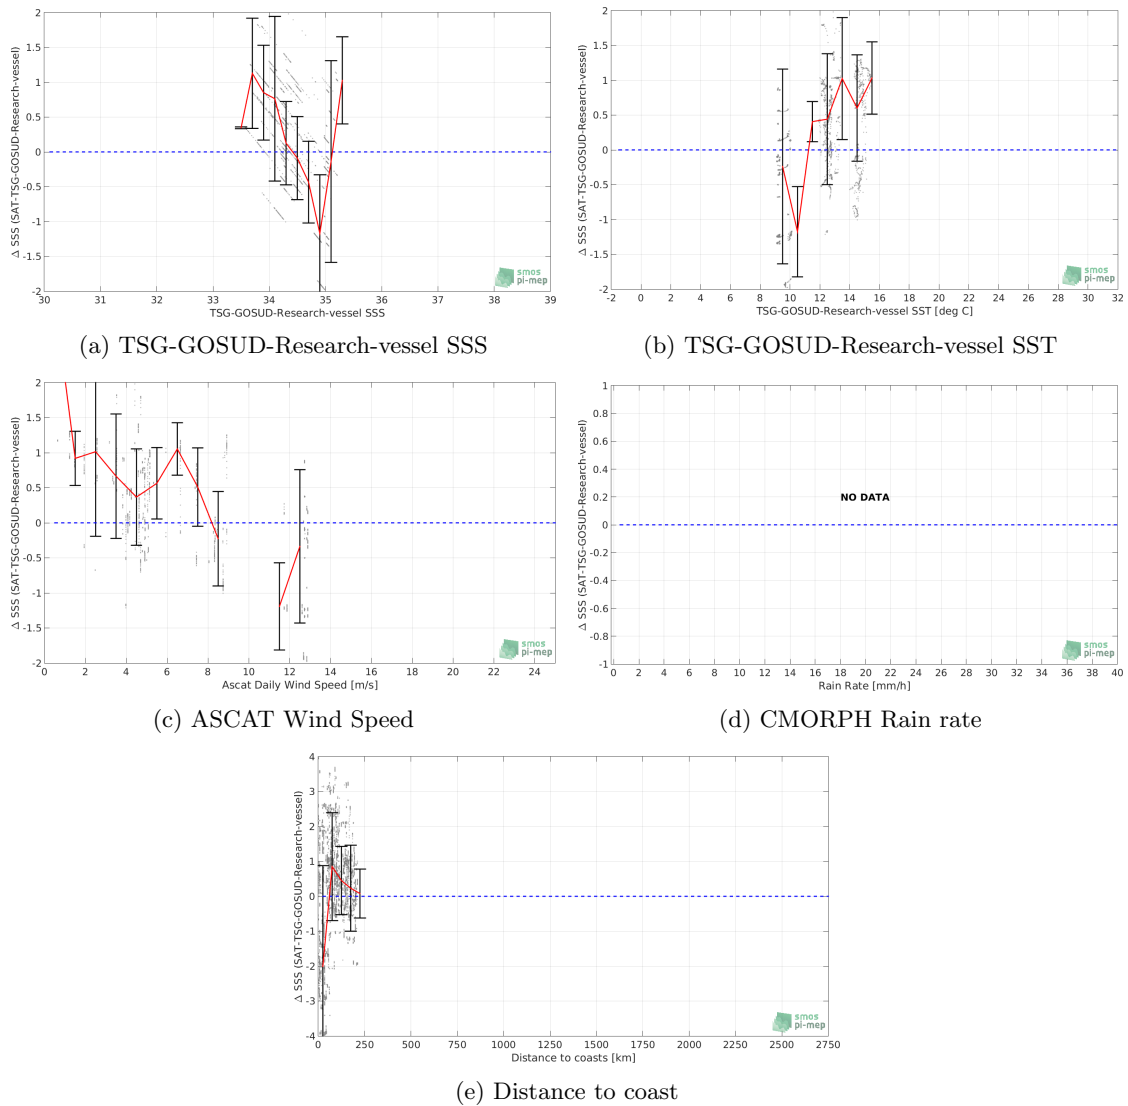 Δ SSS (SAT-TSG-GOSUD-Research-vessel)
2
1.5
1
0.5
0
-0.5
-1
-1.5
-2
30 31 32 33 34 35 36 37 38 39
TSG-GOSUD-Research-vessel SSS
smos
pi-mep
(a) TSG-GOSUD-Research-vessel SSS
Δ SSS (SAT-TSG-GOSUD-Research-vessel)
2
1.5
1
0.5
0
-0.5
-1
-1.5
-2
-2 0 2 4 6 8 10 12 14 16 18 20 22 24 26 28 30 32
TSG-GOSUD-Research-vessel SST [deg C]
smos
pi-mep
(b) TSG-GOSUD-Research-vessel SST
Δ SSS (SAT-TSG-GOSUD-Research-vessel)
2
1.5
1
0.5
0
-0.5
-1
-1.5
-2
0 2 4 6 8 10 12 14 16 18 20 22 24
Ascat Daily Wind Speed [m/s]
smos
pi-mep
(c) ASCAT Wind Speed
Δ SSS (SAT-TSG-GOSUD-Research-vessel)
1
0.8
0.6
0.4
0.2
0
-0.2
-0.4
-0.6
-0.8
-1
NO DATA
0 2 4 6 8 10 12 14 16 18 20 22 24 26 28 30 32 34 36 38 40
Rain Rate [mm/h]
smos
pi-mep
(d) CMORPH Rain rate
Δ SSS (SAT-TSG-GOSUD-Research-vessel)
4
3
2
1
0
-1
-2
-3
-4
0 250 500 750 1000 1250 1500 1750 2000 2250 2500 2750
Distance to coasts [km]
smos
pi-mep
(e) Distance to coast